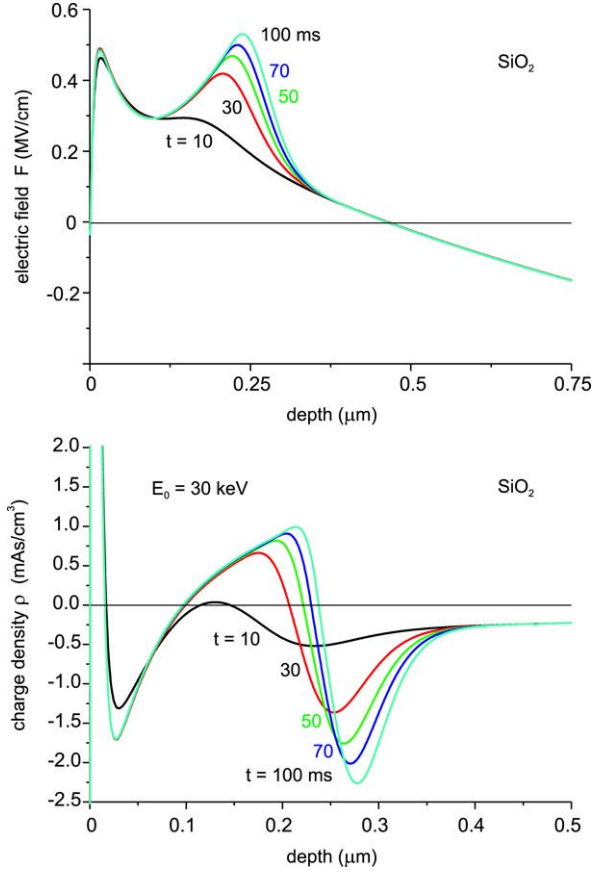 0.6
100 ms
SiO₂
70
50
0.4
30
t = 10
0.2
0
-0.2
electric field F (MV/cm)
0 0.25 0.5 0.75
depth (μm)
2.0
E₀ = 30 keV
SiO₂
1.5
1.0
0.5
0.0
t = 10
-0.5
30
-1.0
50
-1.5
70
-2.0
t = 100 ms
-2.5
charge density ρ (mAs/cm³)
0 0.1 0.2 0.3 0.4 0.5
depth (μm)